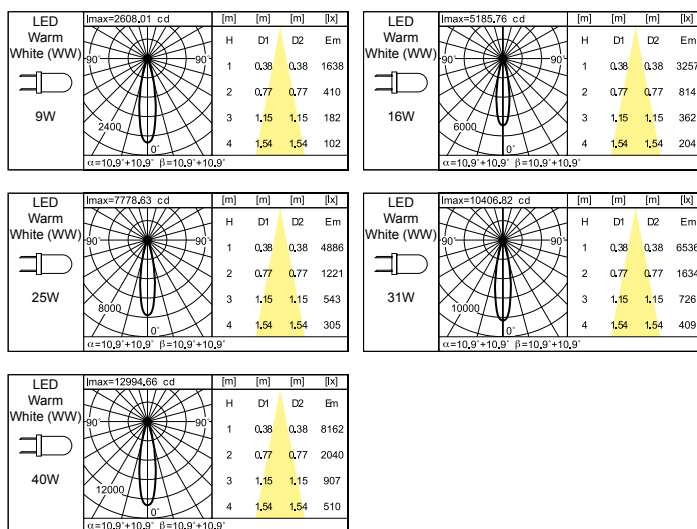 LED
Warm
White (WW)
9W
Imax=2608.01 cd
90° 90°
2400
0°
α=10.9°+10.9° β=10.9°+10.9°
[m] [m] [m] [lx]
H D1 D2 Em
1 0.38 0.38 1638
2 0.77 0.77 410
3 1.15 1.15 182
4 1.54 1.54 102
LED
Warm
White (WW)
16W
Imax=5185.76 cd
90° 90°
6000
0°
α=10.9°+10.9° β=10.9°+10.9°
[m] [m] [m] [lx]
H D1 D2 Em
1 0.38 0.38 3257
2 0.77 0.77 814
3 1.15 1.15 362
4 1.54 1.54 204
LED
Warm
White (WW)
25W
Imax=7778.63 cd
90° 90°
8000
0°
α=10.9°+10.9° β=10.9°+10.9°
[m] [m] [m] [lx]
H D1 D2 Em
1 0.38 0.38 4886
2 0.77 0.77 1221
3 1.15 1.15 543
4 1.54 1.54 305
LED
Warm
White (WW)
31W
Imax=10406.82 cd
90° 90°
10000
0°
α=10.9°+10.9° β=10.9°+10.9°
[m] [m] [m] [lx]
H D1 D2 Em
1 0.38 0.38 6536
2 0.77 0.77 1634
3 1.15 1.15 726
4 1.54 1.54 409
LED
Warm
White (WW)
40W
Imax=12994.66 cd
90° 90°
12000
0°
α=10.9°+10.9° β=10.9°+10.9°
[m] [m] [m] [lx]
H D1 D2 Em
1 0.38 0.38 8162
2 0.77 0.77 2040
3 1.15 1.15 907
4 1.54 1.54 510